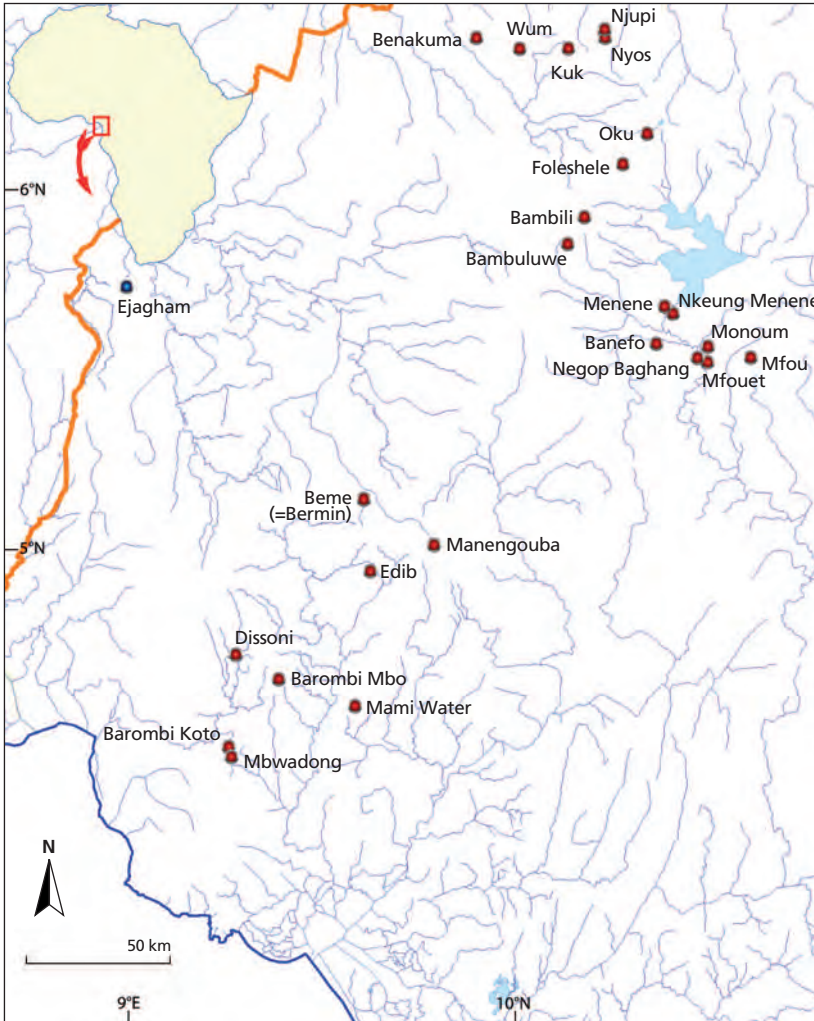 Njupi
Wum
Benakuma
Nyos
Kuk
Oku
Foleshele
6°N
Bambili
Bambuluwe
Ejagham
Menene
Nkeung Menene
Monoum
Banefo
Mfou
Negop Baghang
Mfouet
Beme
(=Bermin)
5°N
Manengouba
Edib
Dissoni
Barombi Mbo
Mami Water
Barombi Koto
Mbwadong
N
50 km
9°E
10°N